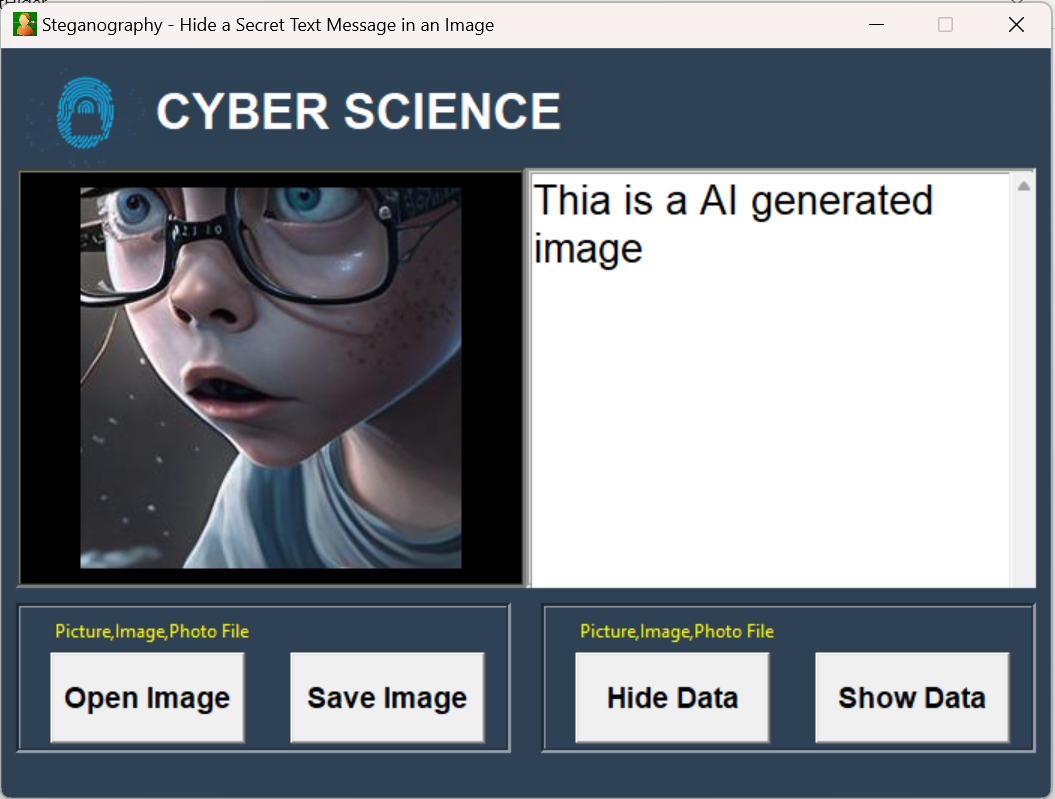 Steganography - Hide a Secret Text Message in an Image
CYBER SCIENCE
Thia is a AI generated
image
Picture,Image,Photo File
Open Image
Save Image
Picture,Image,Photo File
Hide Data
Show Data